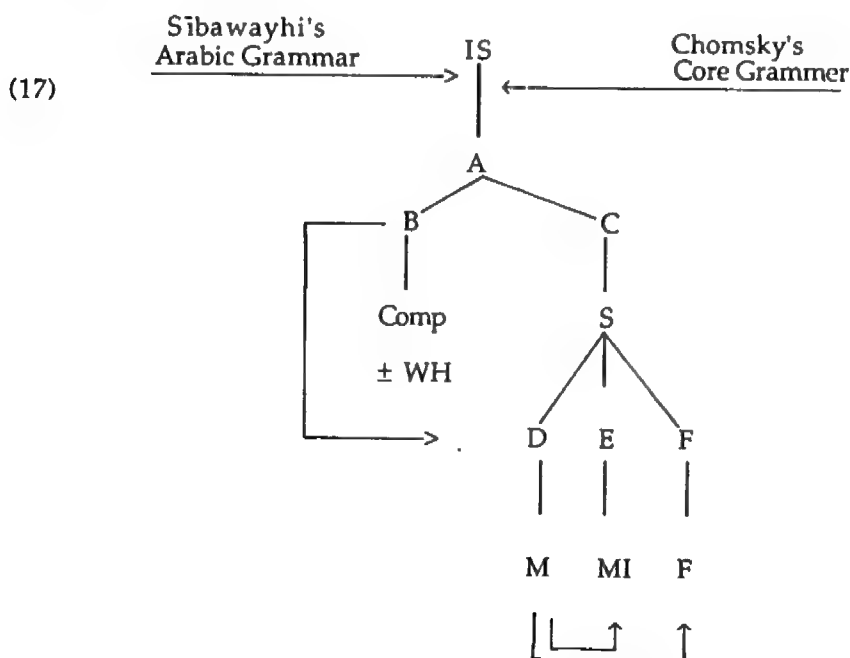 Sībawayhi's
Arabic Grammar
IS
Chomsky's
Core Grammer
(17)
A
B C
Comp S
± WH
D E F
M MI F